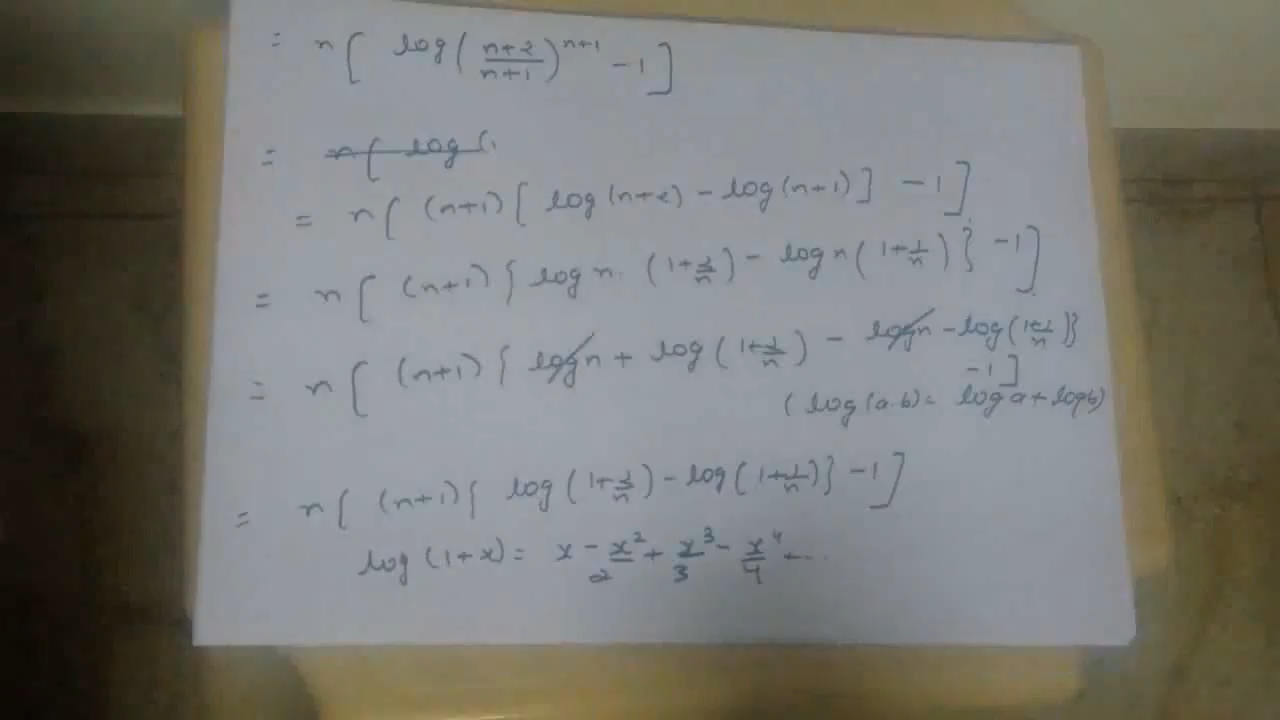 = n[ log(n+2/n+1)^n+1 -1]
= n[ log(
= n[ (n+1)[ log(n+2) - log(n+1)] -1]
= n[ (n+1){ log n. (1+2/n) - log n(1+1/n)} -1]
= n[ (n+1){ log n + log(1+2/n) - log n - log(1+1/n)}
-1]
(log(a.b) = log a + log b)
= n[ (n+1){ log(1+2/n) - log(1+1/n)} -1]
log(1+x) = x - x²/2 + x³/3 - x⁴/4 + ...